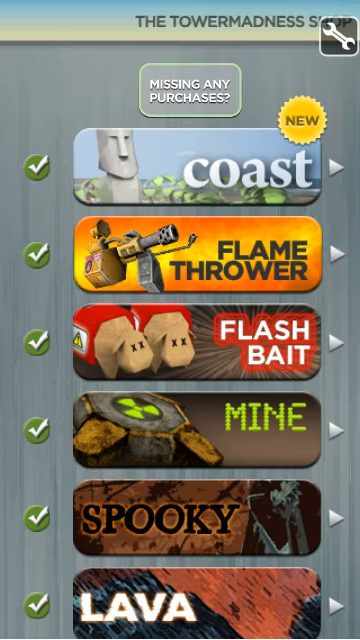 THE TOWERMADNESS SHOP
MISSING ANY
PURCHASES?
NEW
coast
FLAME
THROWER
FLASH
BAIT
MINE
SPOOKY
LAVA